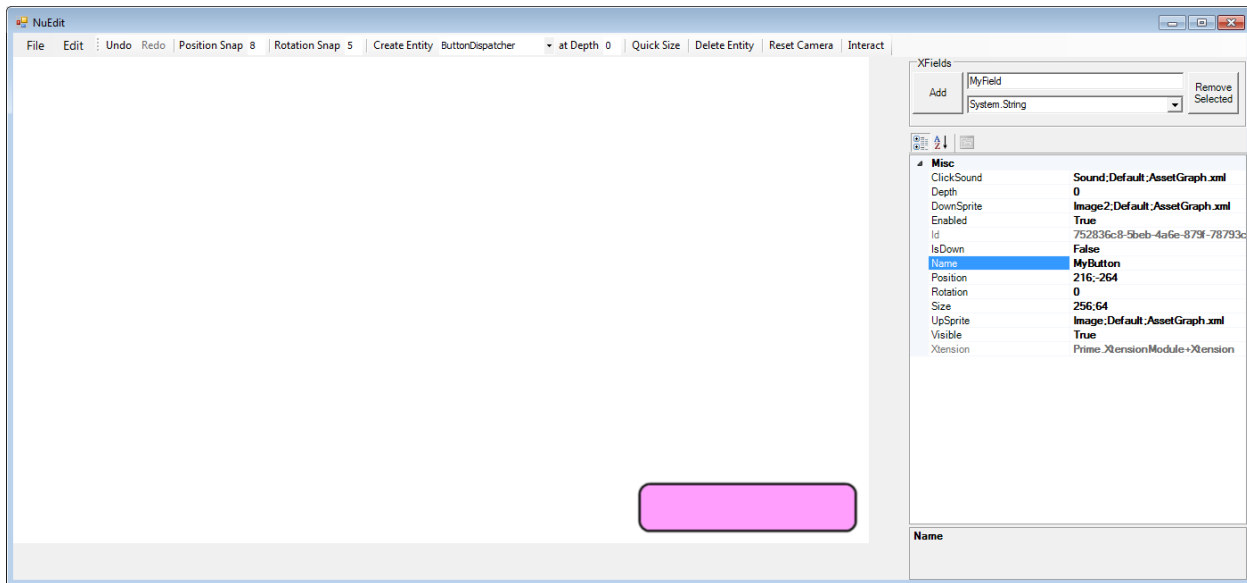 NuEdit
File Edit Undo Redo Position Snap 8 Rotation Snap 5 Create Entity ButtonDispatcher at Depth 0 Quick Size Delete Entity Reset Camera Interact
XFields
Add MyField Remove Selected
System.String
Misc
ClickSound Sound;Default;AssetGraph.xml
Depth 0
DownSprite Image2;Default;AssetGraph.xml
Enabled True
Id 752836c8-5beb-4a6e-879f-78793c
IsDown False
Name MyButton
Position 216;-264
Rotation 0
Size 256;64
UpSprite Image;Default;AssetGraph.xml
Visible True
Xtension Prime.XtensionModule+Xtension
Name